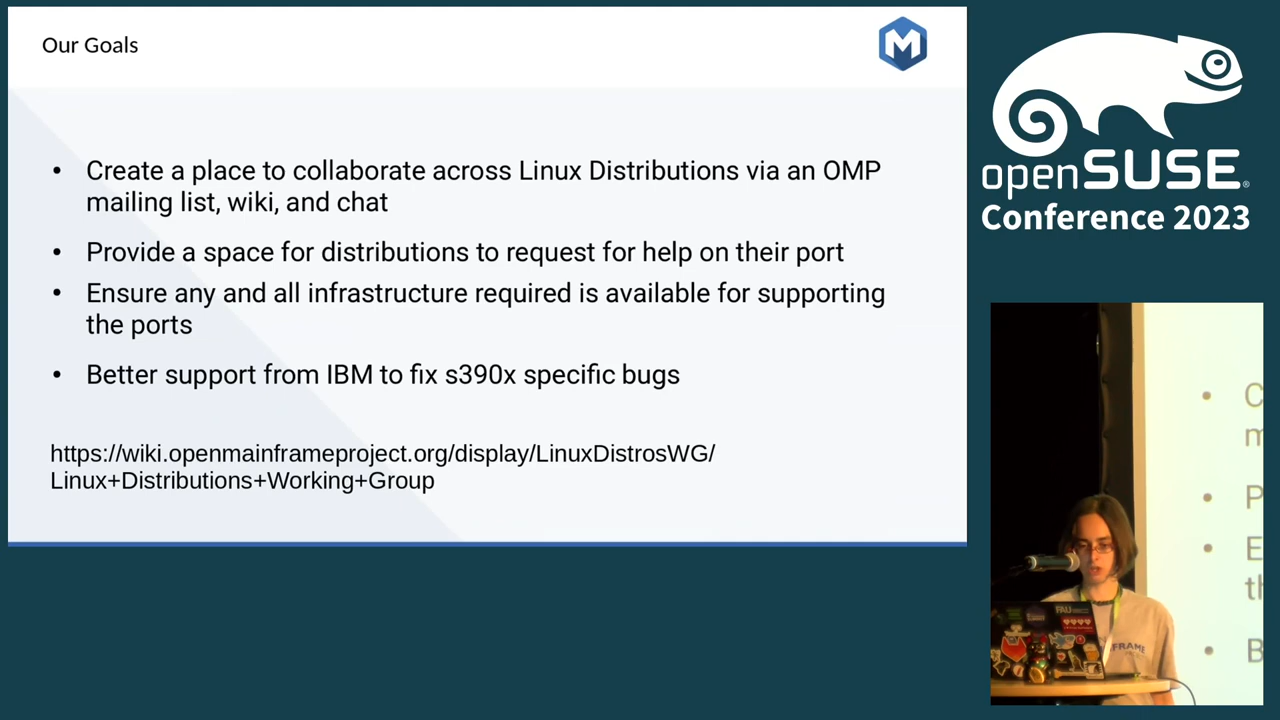 Our Goals
M
• Create a place to collaborate across Linux Distributions via an OMP
mailing list, wiki, and chat
• Provide a space for distributions to request for help on their port
• Ensure any and all infrastructure required is available for supporting
the ports
• Better support from IBM to fix s390x specific bugs
https://wiki.openmainframeproject.org/display/LinuxDistrosWG/
Linux+Distributions+Working+Group
openSUSE®
Conference 2023
• C
m
• P
• E
th
• B
FAU
FRAME